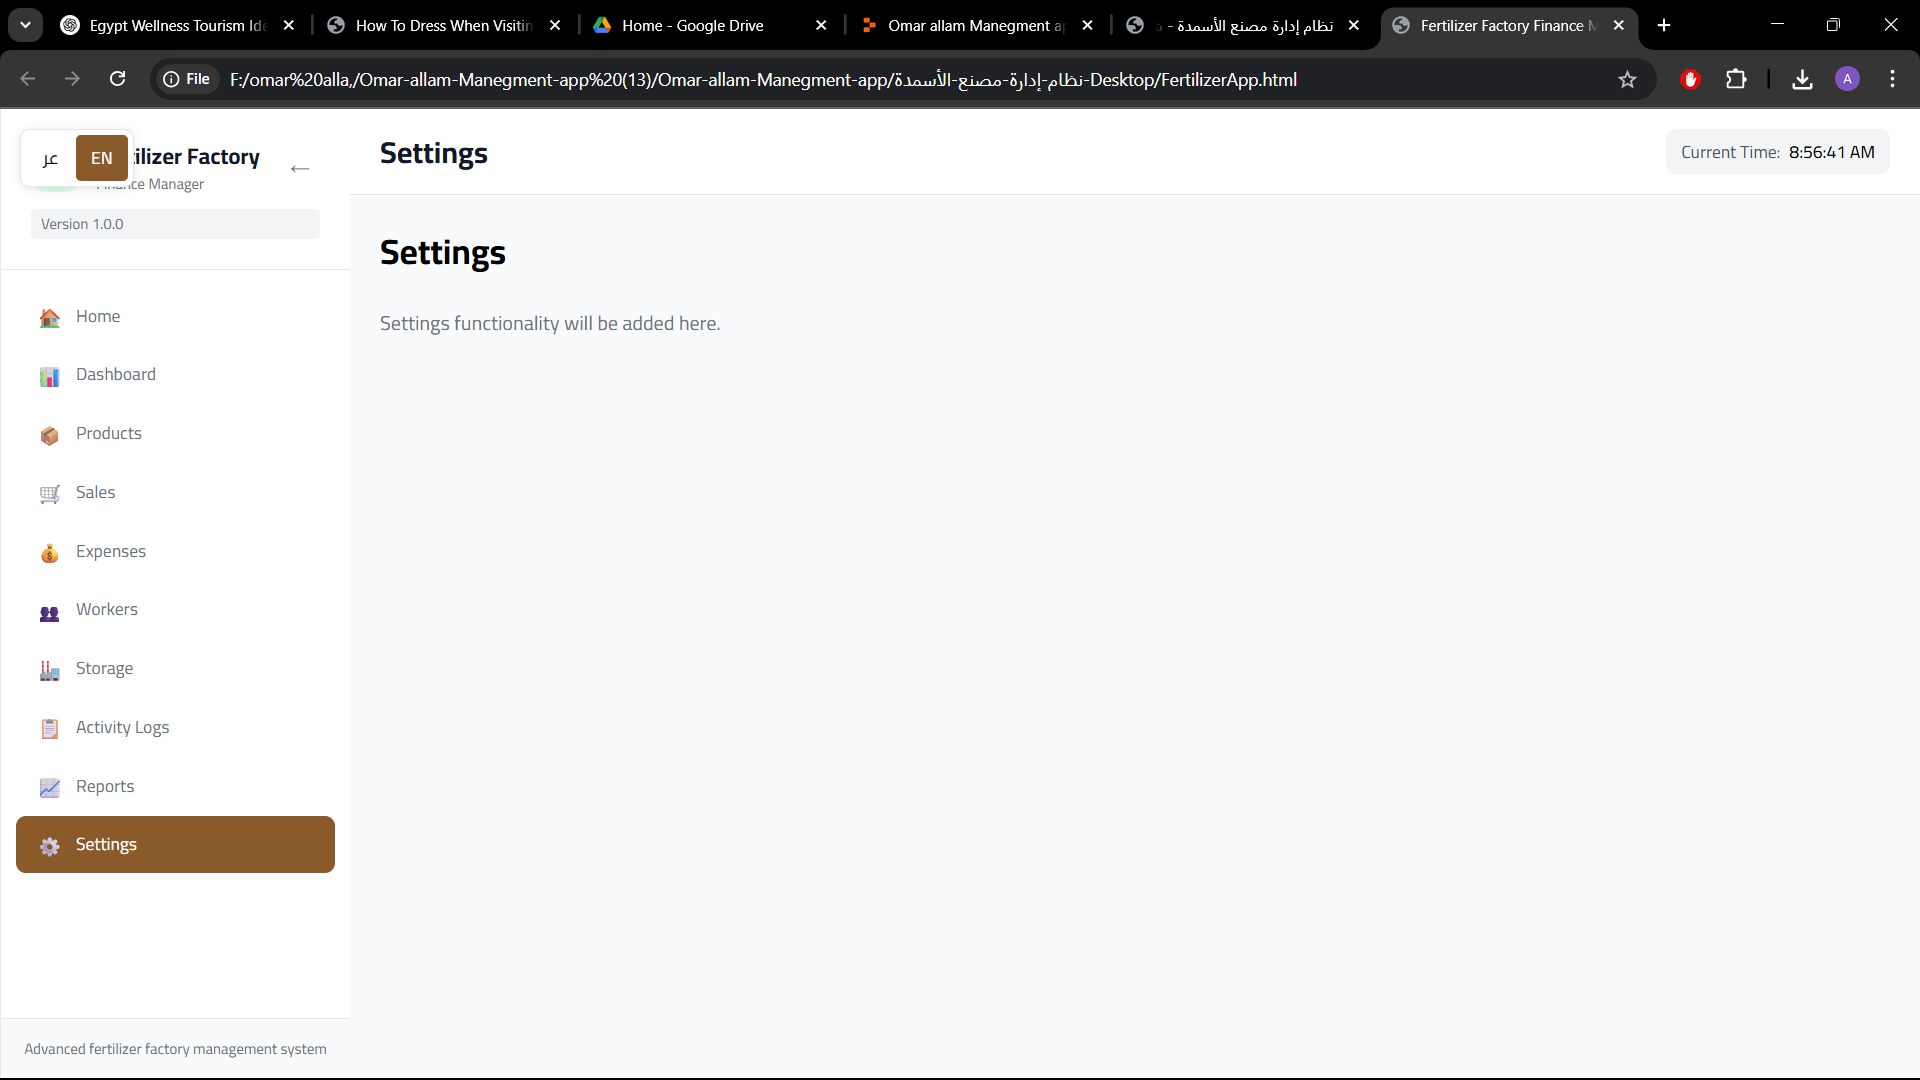 Egypt Wellness Tourism Ide
How To Dress When Visitin
Home - Google Drive
Omar allam Manegment a
نظام إدارة مصنع الأسمدة -
Fertilizer Factory Finance M
File
F:/omar%20alla,/Omar-allam-Manegment-app%20(13)/Omar-allam-Manegment-app/نظام-إدارة-مصنع-الأسمدة-Desktop/FertilizerApp.html
A
عر
EN
tilizer Factory
←
Finance Manager
Version 1.0.0
Settings
Current Time: 8:56:41 AM
Settings
Settings functionality will be added here.
Home
Dashboard
Products
Sales
Expenses
Workers
Storage
Activity Logs
Reports
Settings
Advanced fertilizer factory management system